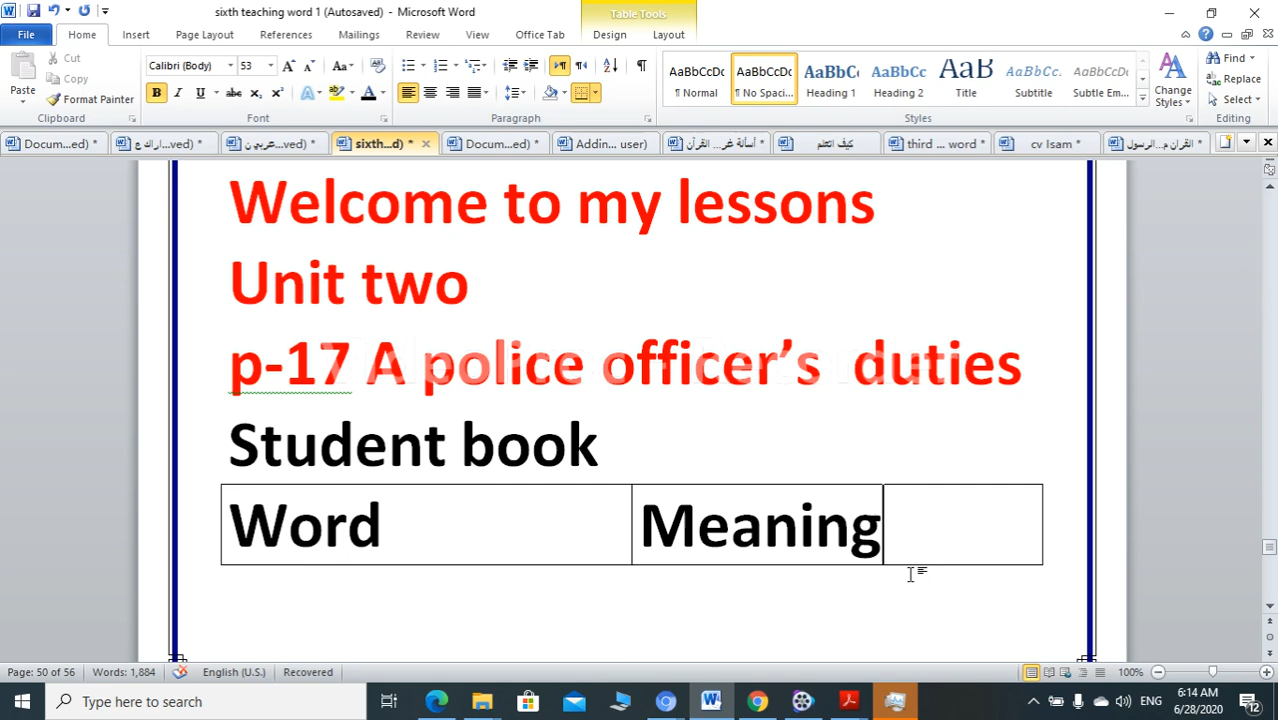 sixth teaching word 1 (Autosaved) - Microsoft Word
Table Tools
File Home Insert Page Layout References Mailings Review View Office Tab Design Layout
Cut
Copy
Format Painter
Paste
Calibri (Body) 53
AaBbCcDc AaBbCcDc AaBbC AaBbCc AaB AaBbCc. AaBbCcDc
¶ Normal ¶ No Spaci... Heading 1 Heading 2 Title Subtitle Subtle Em...
Change Styles
Find
Replace
Select
Clipboard Font Paragraph Styles Editing
Docum...ed) * sixth...d) * Docum...ed) * Addin... user) كيف اتعلم third ... word * cv Isam *
Welcome to my lessons
Unit two
p-17 A police officer’s duties
Student book
Word Meaning
Page: 50 of 56 Words: 1,884 English (U.S.) Recovered 100%
Type here to search
ENG
6:14 AM
6/28/2020
12